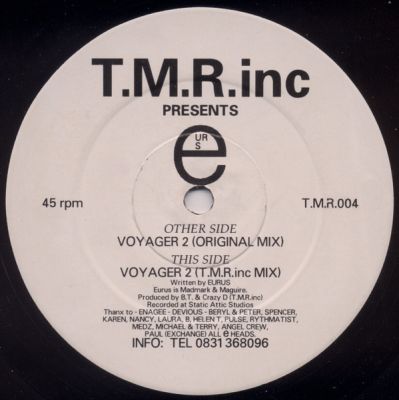 T.M.R.inc
PRESENTS
e
UR
S
45 rpm
T.M.R.004
OTHER SIDE
VOYAGER 2 (ORIGINAL MIX)
THIS SIDE
VOYAGER 2 (T.M.R.inc MIX)
Written by EURUS
Eurus is Madmark & Maguire.
Produced by B.T. & Crazy D (T.M.R.inc)
Recorded at Static Attic Studios
Thanx to - ENAGEE - DEVIOUS - BERYL & PETER, SPENCER,
KAREN, NANCY, LAURA, B, HELEN T, PULSE, RYTHMATIST,
MEDZ, MICHAEL & TERRY, ANGEL CREW,
PAUL (EXCHANGE) ALL e HEADS.
INFO: TEL 0831 368096